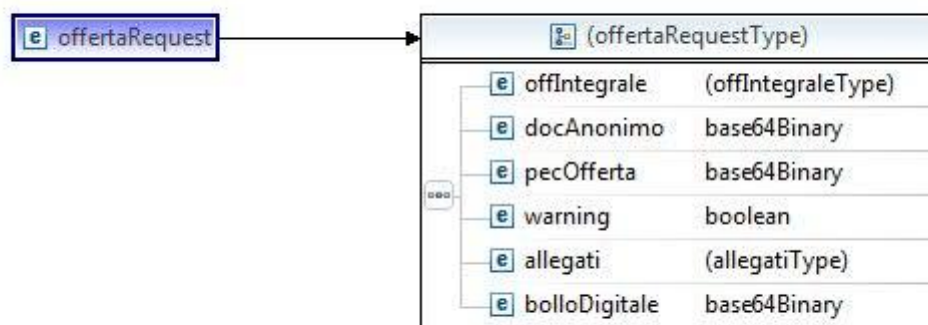 e offertaRequest
(offertaRequestType)
e offIntegrale (offIntegraleType)
e docAnonimo base64Binary
e pecOfferta base64Binary
e warning boolean
e allegati (allegatiType)
e bolloDigitale base64Binary